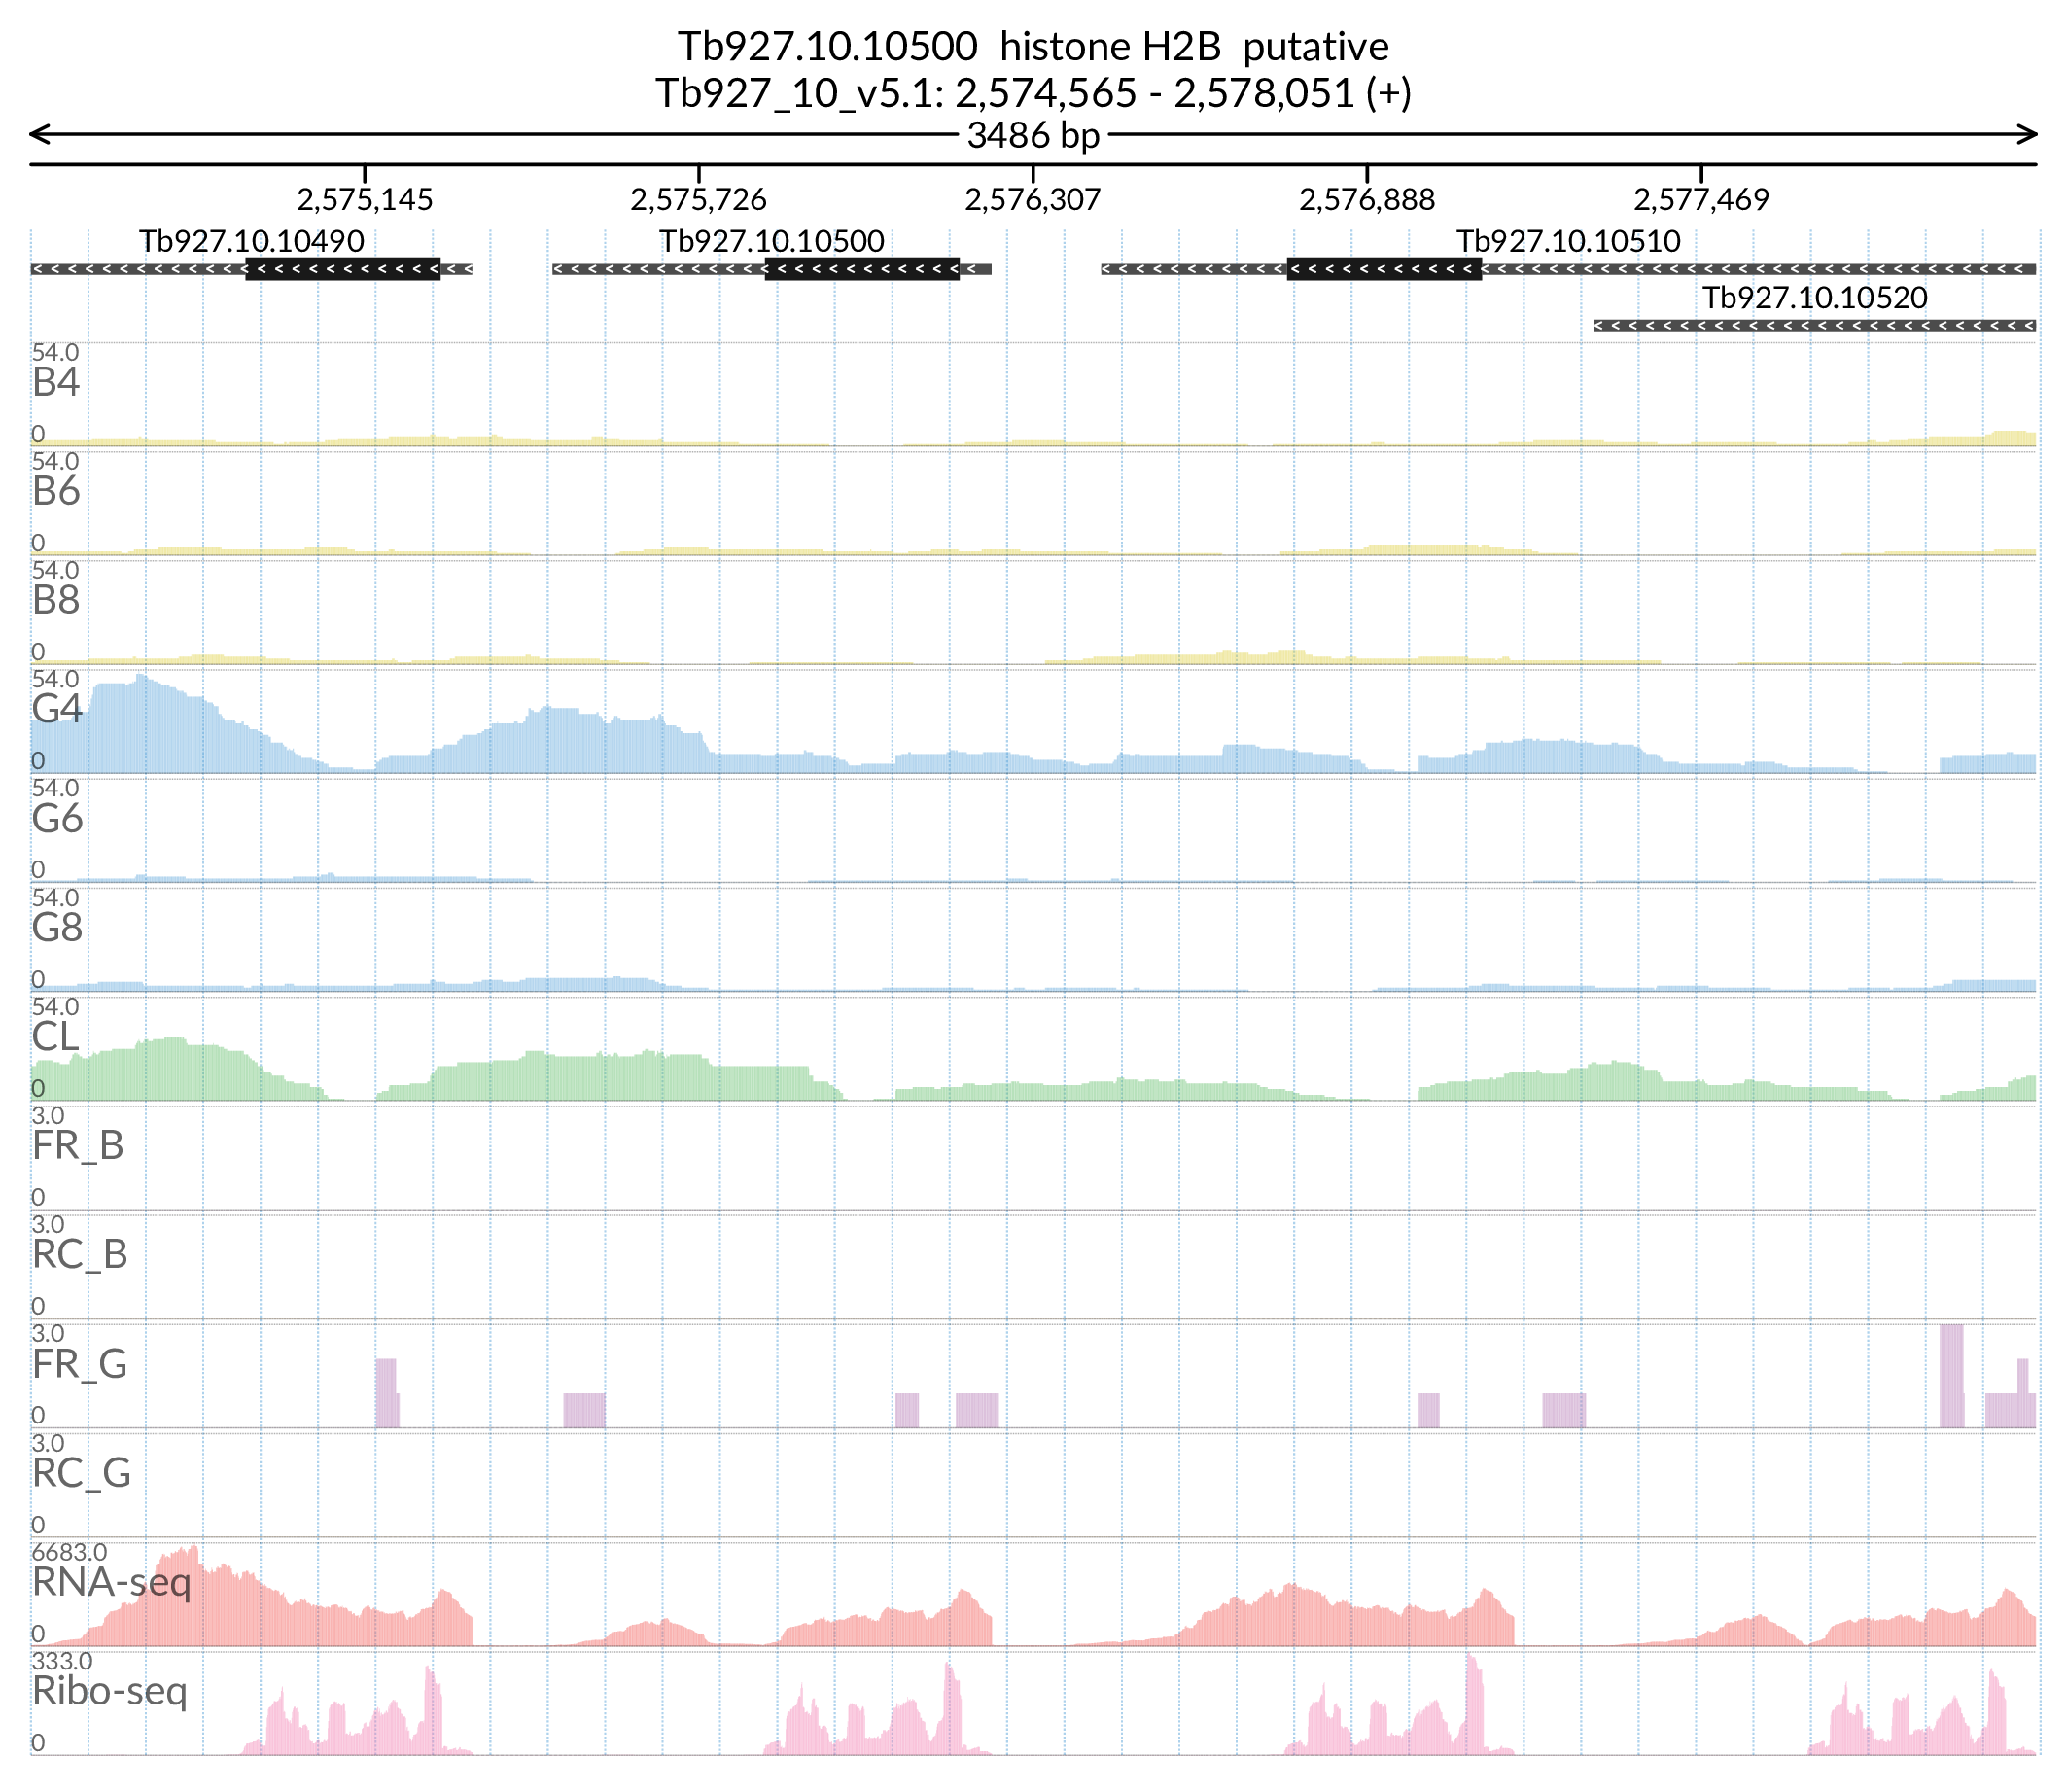 Tb927.10.10500 histone H2B putative
Tb927_10_v5.1: 2,574,565 - 2,578,051 (+)
3486 bp
2,575,145 2,575,726 2,576,307 2,576,888 2,577,469
Tb927.10.10490 Tb927.10.10500 Tb927.10.10510
Tb927.10.10520
54.0
B4
0
54.0
B6
0
54.0
B8
0
54.0
G4
0
54.0
G6
0
54.0
G8
0
54.0
CL
0
3.0
FR_B
0
3.0
RC_B
0
3.0
FR_G
0
3.0
RC_G
0
6683.0
RNA-seq
0
333.0
Ribo-seq
0